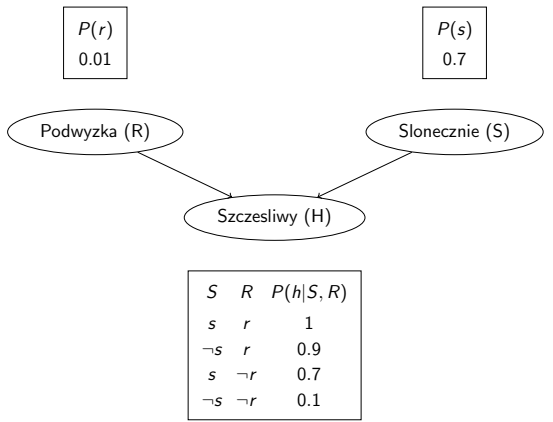 P(r) P(s)
0.01 0.7
Podwyzka (R) Slonecznie (S)
Szczesliwy (H)
S R P(h|S, R)
s r 1
¬s r 0.9
s ¬r 0.7
¬s ¬r 0.1